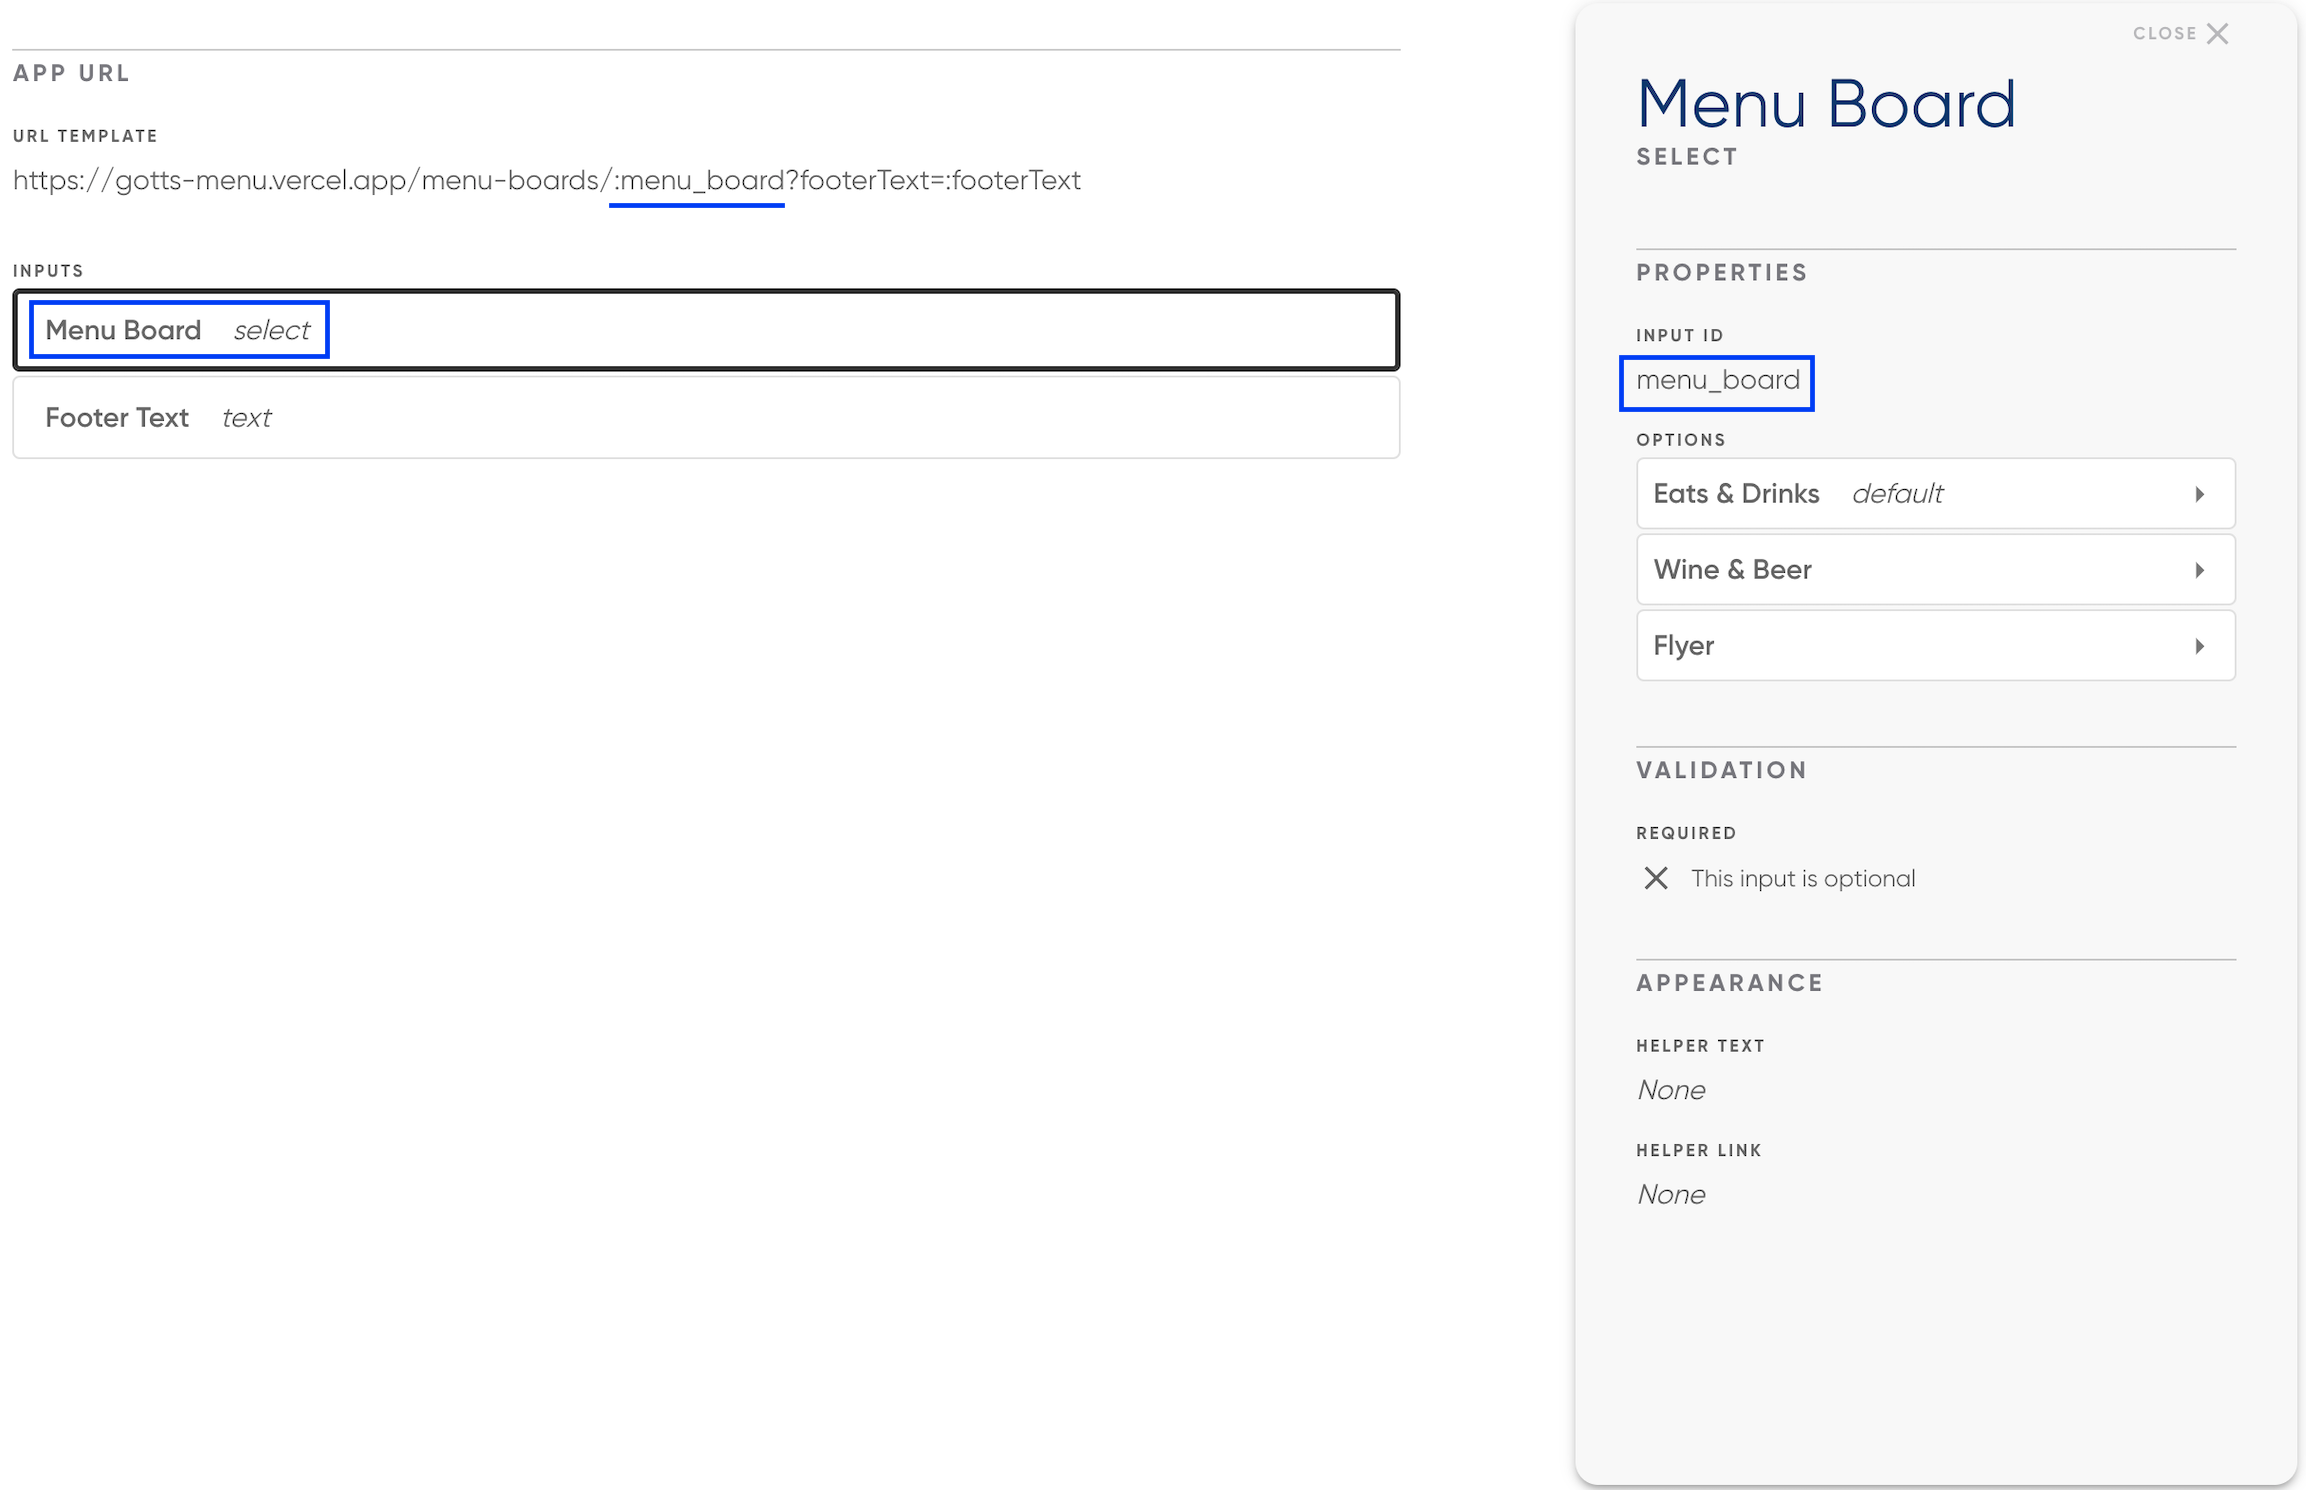 APP URL
URL TEMPLATE
https://gotts-menu.vercel.app/menu-boards/:menu_board?footerText=:footerText
INPUTS
Menu Board select
Footer Text text
CLOSE
Menu Board
SELECT
PROPERTIES
INPUT ID
menu_board
OPTIONS
Eats & Drinks default
Wine & Beer
Flyer
VALIDATION
REQUIRED
This input is optional
APPEARANCE
HELPER TEXT
None
HELPER LINK
None